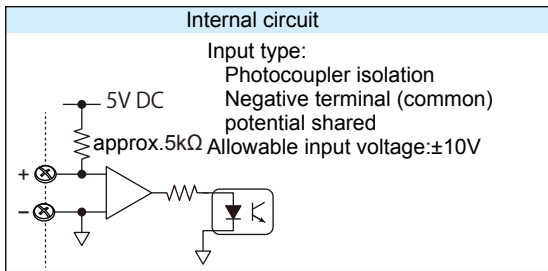 Internal circuit
Input type:
Photocoupler isolation
Negative terminal (common)
potential shared
Allowable input voltage:±10V
5V DC
approx.5kΩ
+
−